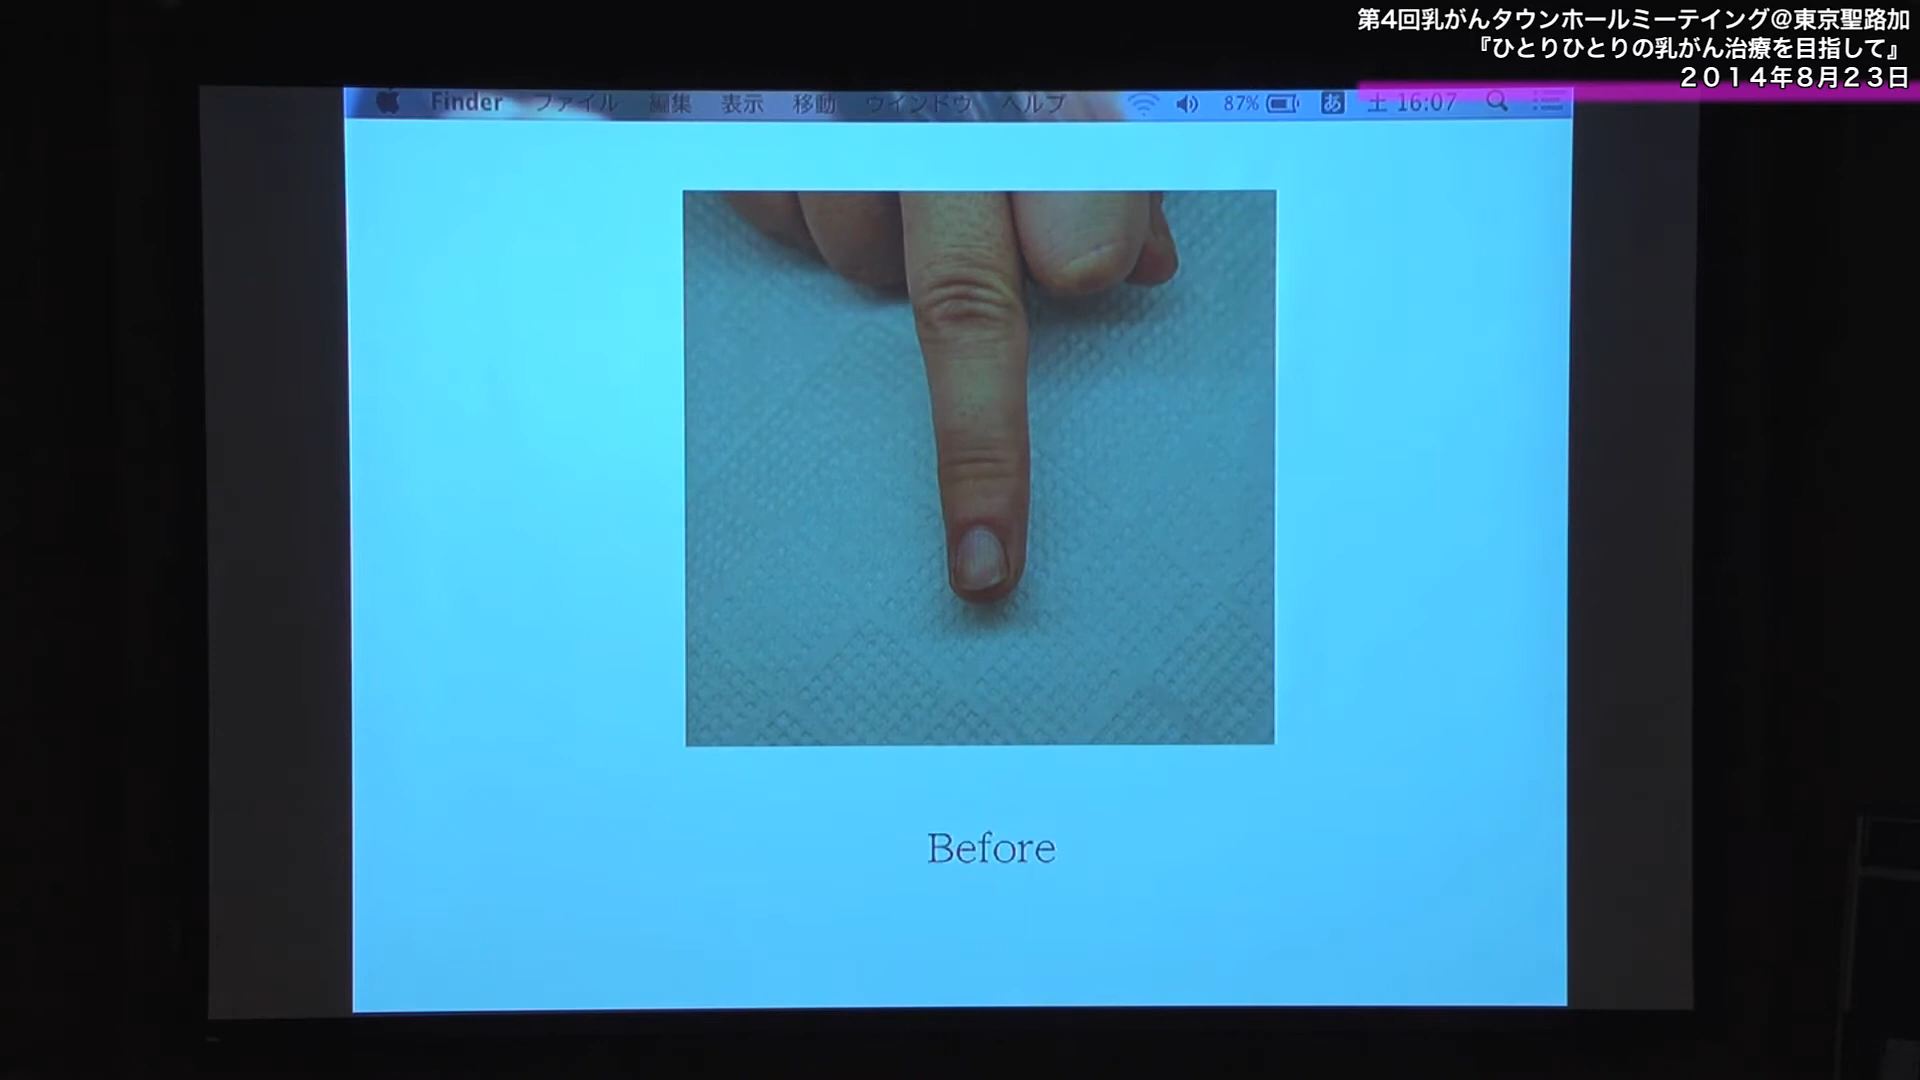 第4回乳がんタウンホールミーテイング＠東京聖路加
『ひとりひとりの乳がん治療を目指して』
２０１４年８月２３日
Finder ファイル 編集 表示 移動 ウインドウ ヘルプ 87% あ 土 16:07
Before